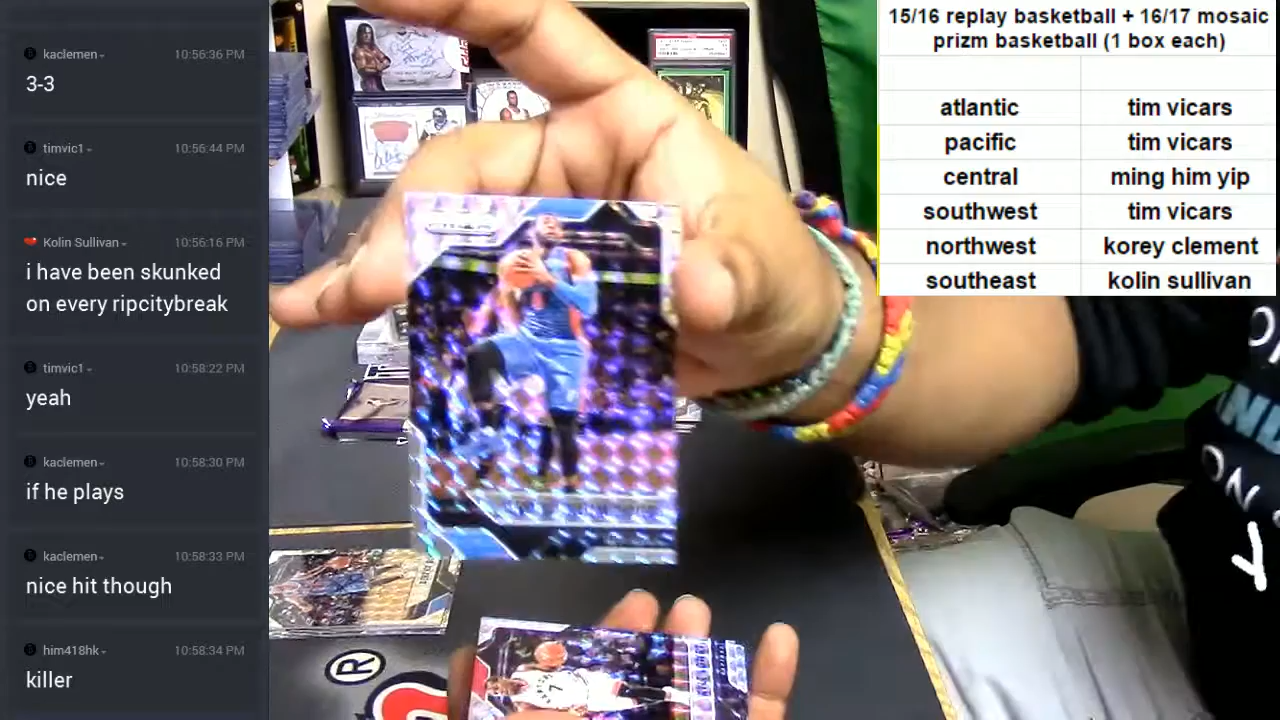 kaclemen 10:56:36 PM
3-3
timvic1 10:56:44 PM
nice
Kolin Sullivan 10:56:16 PM
i have been skunked
on every ripcitybreak
timvic1 10:58:22 PM
yeah
kaclemen 10:58:30 PM
if he plays
kaclemen 10:58:33 PM
nice hit though
him418hk 10:58:34 PM
killer
15/16 replay basketball + 16/17 mosaic
prizm basketball (1 box each)
atlantic tim vicars
pacific tim vicars
central ming him yip
southwest tim vicars
northwest korey clement
southeast kolin sullivan
®
7